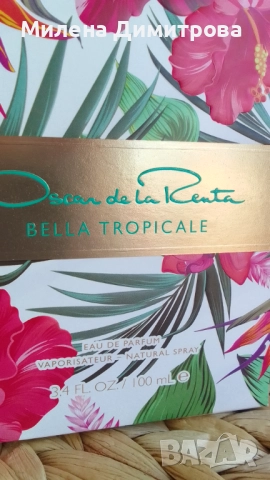 Милена Димитрова
Oscar de la Renta
BELLA TROPICALE
EAU DE PARFUM
VAPORISATEUR - NATURAL SPRAY
3.4 FL. OZ. / 100 mL e
BAZAR